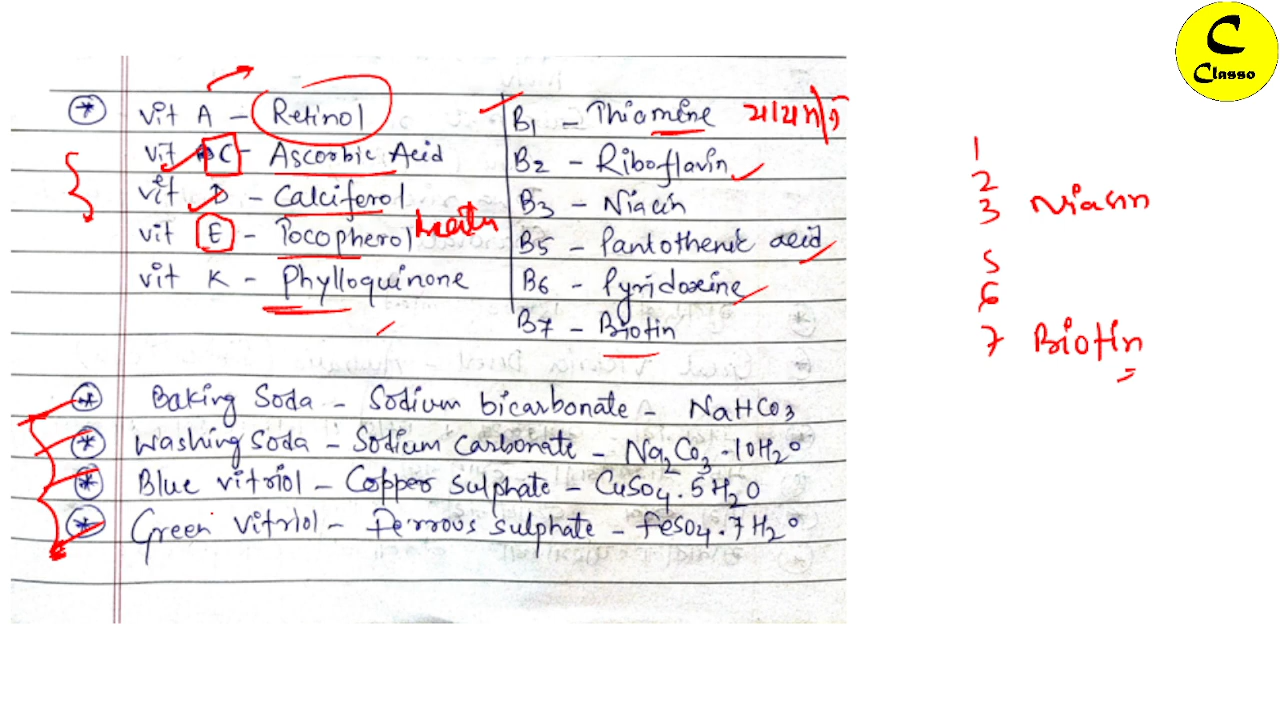 C
Classo
vit A - Retinol
vit C - Ascorbic Acid
vit D - Calciferol
vit E - Tocopherol
vit K - Phylloquinone
B1 - Thiamine
B2 - Riboflavin
B3 - Niacin
B5 - Pantothenic acid
B6 - Pyridoxine
B7 - Biotin
Baking Soda - Sodium bicarbonate - NaHCO3
Washing Soda - Sodium carbonate - Na2CO3.10H2O
Blue vitriol - Copper sulphate - CuSO4.5H2O
Green vitriol - Ferrous sulphate - FeSO4.7H2O
1
2
3 Niacin
5
6
7 Biotin